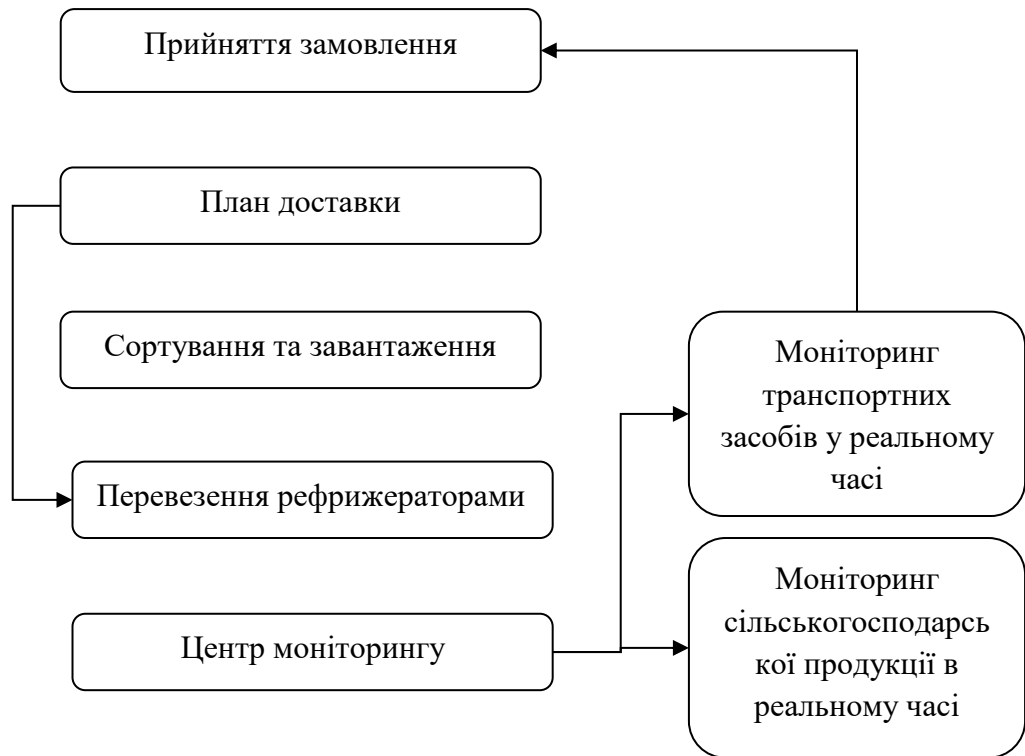 Прийняття замовлення
План доставки
Сортування та завантаження
Перевезення рефрижераторами
Центр моніторингу
Моніторинг
транспортних
засобів у реальному
часі
Моніторинг
сільськогосподарсь
кої продукції в
реальному часі